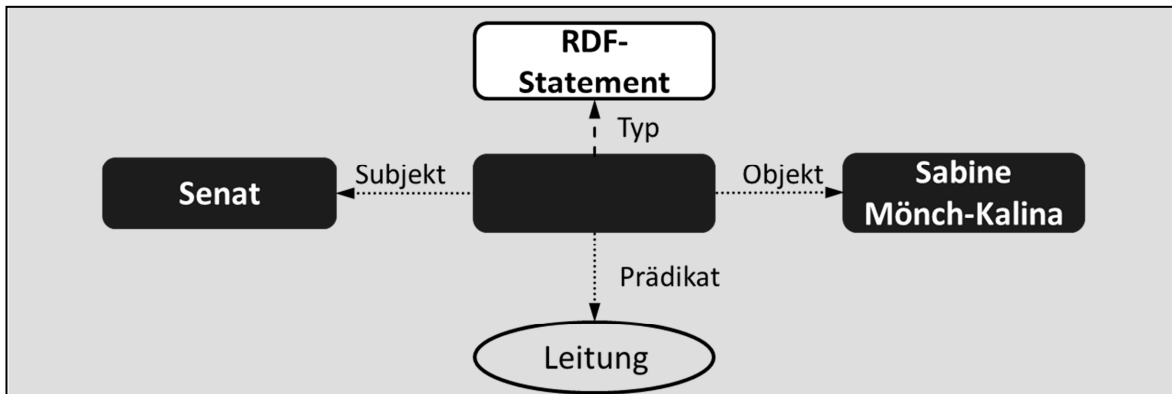 RDF-
Statement
Typ
Subjekt
Objekt
Senat
Sabine
Mönch-Kalina
Prädikat
Leitung